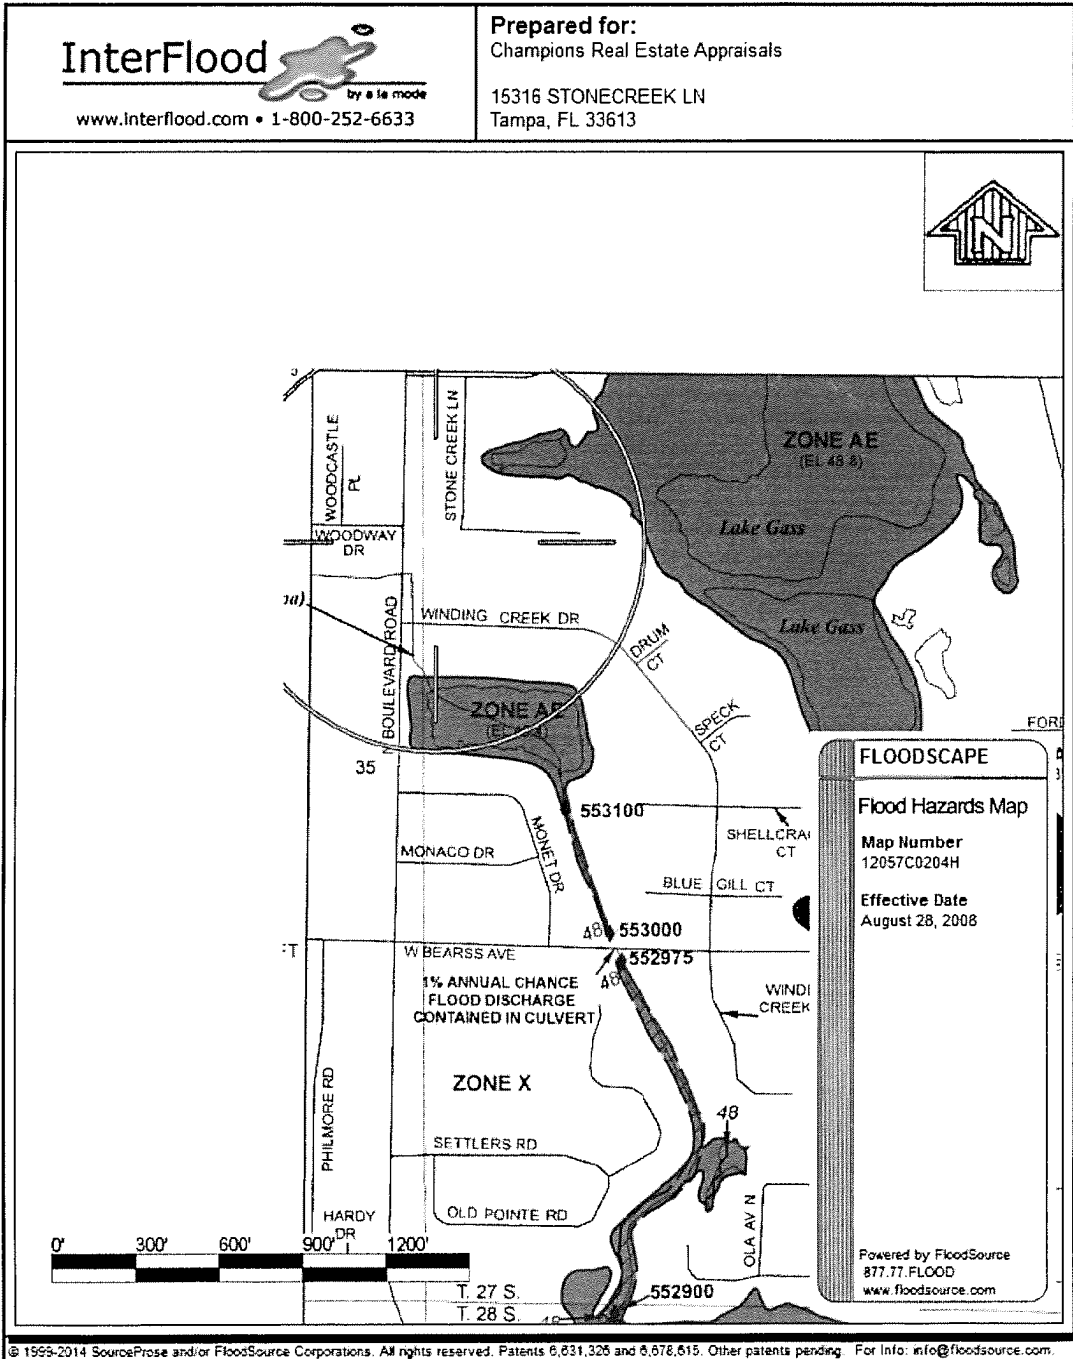 InterFlood
by a la mode
www.interflood.com • 1-800-252-6633
Prepared for:
Champions Real Estate Appraisals
15316 STONECREEK LN
Tampa, FL 33613
N
ZONE AE
Lake Gass
Lake Gass
WOODCASTLE
PL
STONE CREEK LN
WOODWAY
DR
BOULEVARD ROAD
WINDING CREEK DR
DRUM
CT
SPECK
CT
ZONE AE
35
553100
MONET DR
MONACO DR
SHELLCRA
CT
BLUE GILL CT
48
553000
W BEARSS AVE
552975
48
1% ANNUAL CHANCE
FLOOD DISCHARGE
CONTAINED IN CULVERT
WINDI
CREEK
ZONE X
PHILMORE RD
48
SETTLERS RD
OLD POINTE RD
HARDY
DR
OLA AV N
0' 300' 600' 900' 1200'
T. 27 S.
T. 28 S.
552900
48
FOR
FLOODSCAPE
Flood Hazards Map
Map Number
12057C0204H
Effective Date
August 28, 2008
Powered by FloodSource
877.77.FLOOD
www.floodsource.com
© 1999-2014 SourceProse and/or FloodSource Corporations. All rights reserved. Patents 6,631,326 and 6,678,615. Other patents pending. For Info: info@floodsource.com.